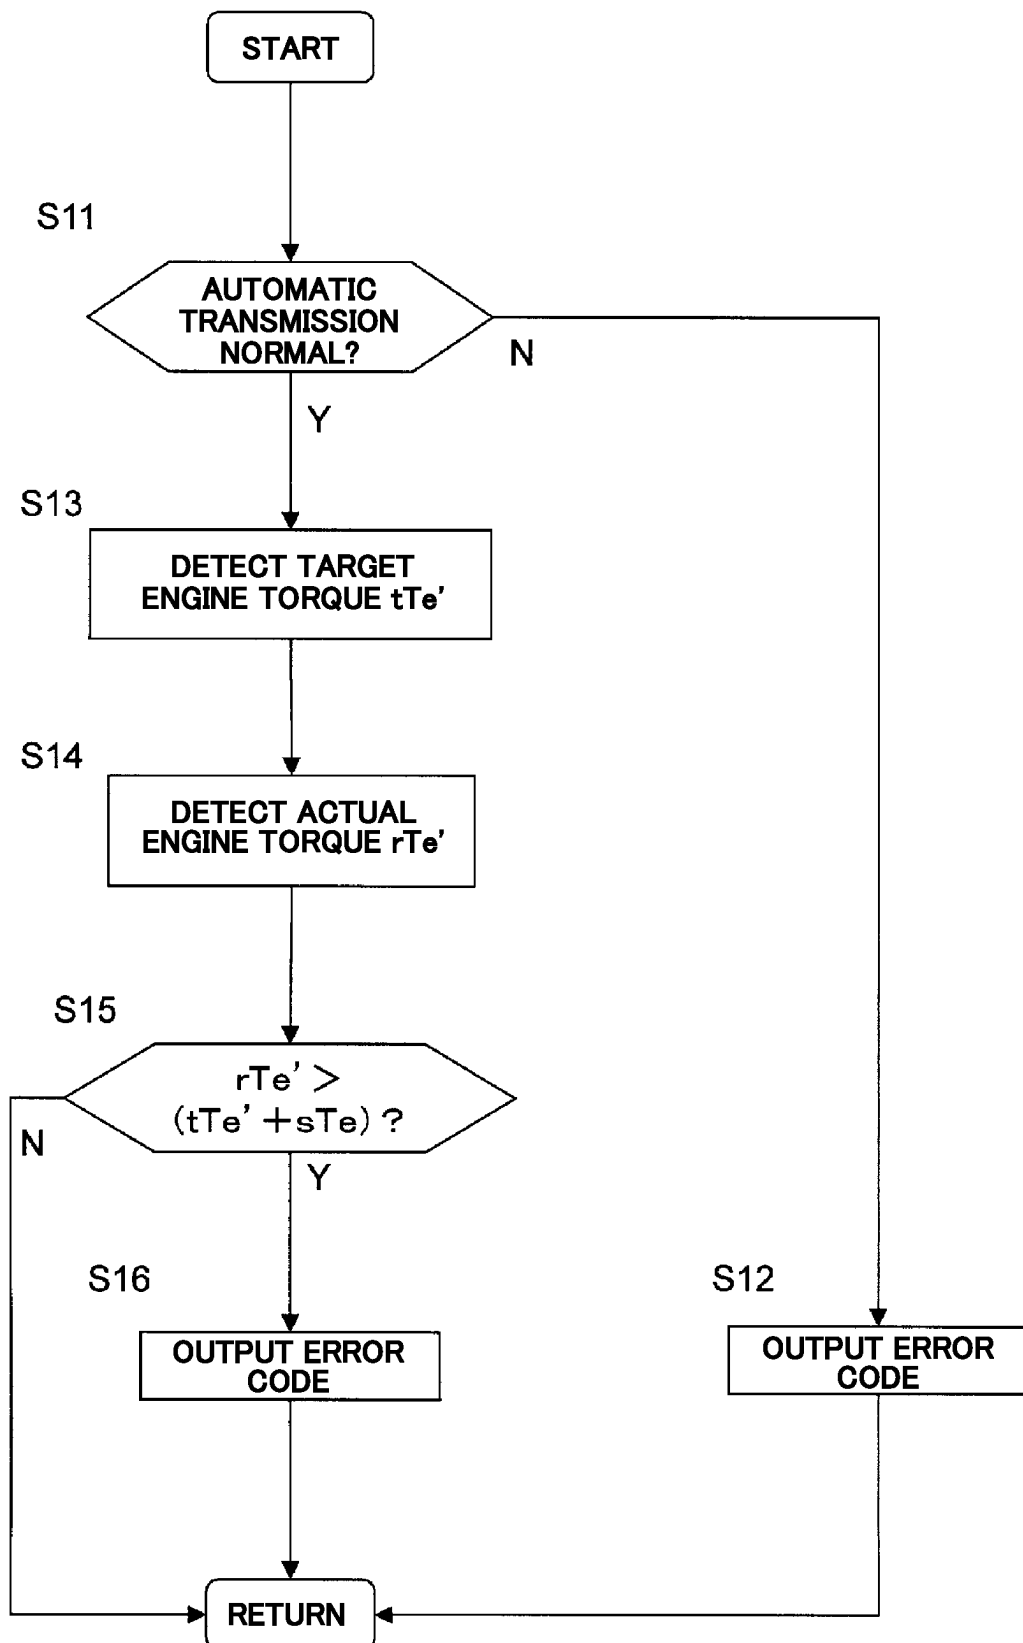 START
S11
AUTOMATIC
TRANSMISSION
NORMAL?
N
Y
S13
DETECT TARGET
ENGINE TORQUE tTe'
S14
DETECT ACTUAL
ENGINE TORQUE rTe'
S15
rTe' >
(tTe' +sTe) ?
N
Y
S16
OUTPUT ERROR
CODE
S12
OUTPUT ERROR
CODE
RETURN